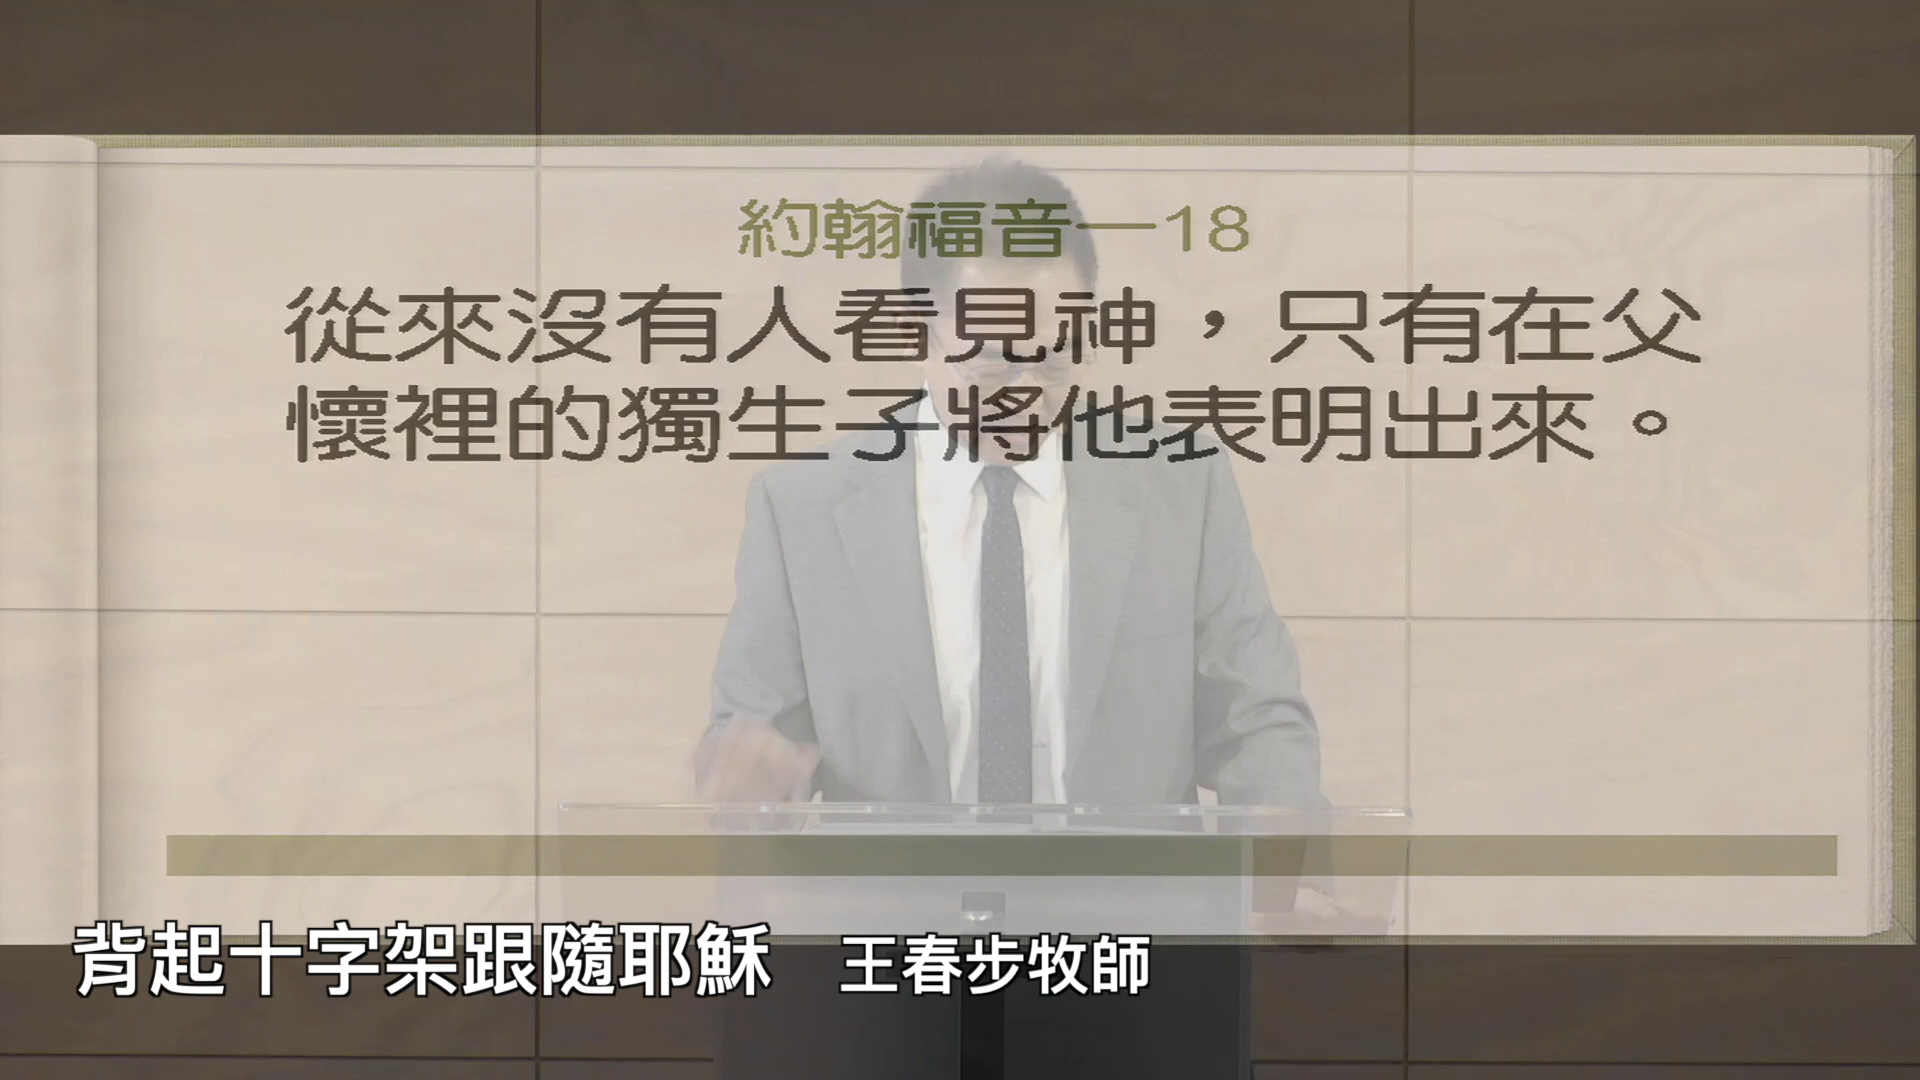 約翰福音一18
從來沒有人看見神，只有在父
懷裡的獨生子將他表明出來。
背起十字架跟隨耶穌 王春步牧師